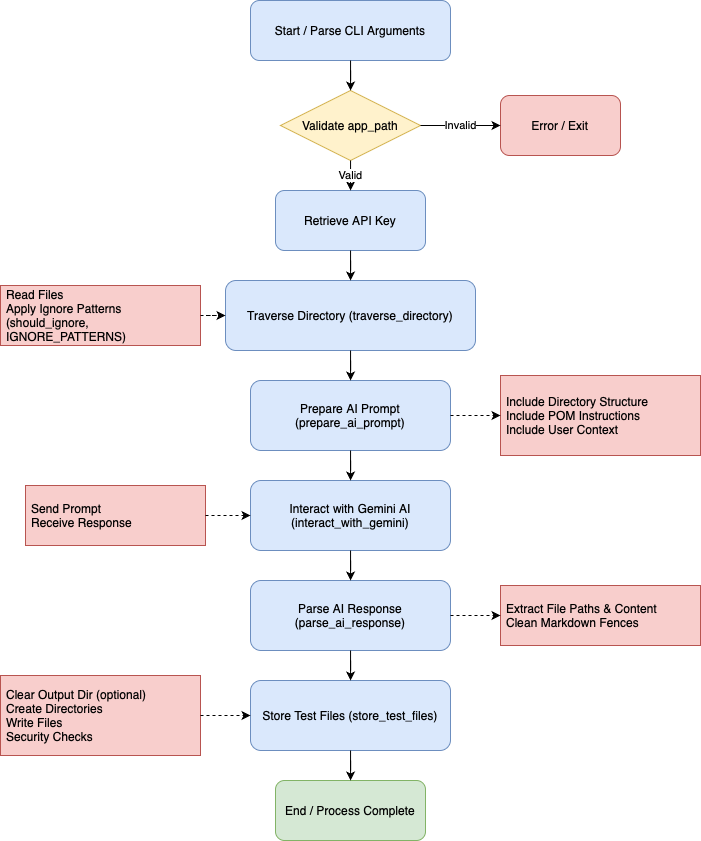 Start / Parse CLI Arguments
Validate app_path
Invalid
Error / Exit
Valid
Retrieve API Key
Read Files
Apply Ignore Patterns
(should_ignore,
IGNORE_PATTERNS)
Traverse Directory (traverse_directory)
Prepare AI Prompt
(prepare_ai_prompt)
Include Directory Structure
Include POM Instructions
Include User Context
Send Prompt
Receive Response
Interact with Gemini AI
(interact_with_gemini)
Parse AI Response
(parse_ai_response)
Extract File Paths & Content
Clean Markdown Fences
Clear Output Dir (optional)
Create Directories
Write Files
Security Checks
Store Test Files (store_test_files)
End / Process Complete